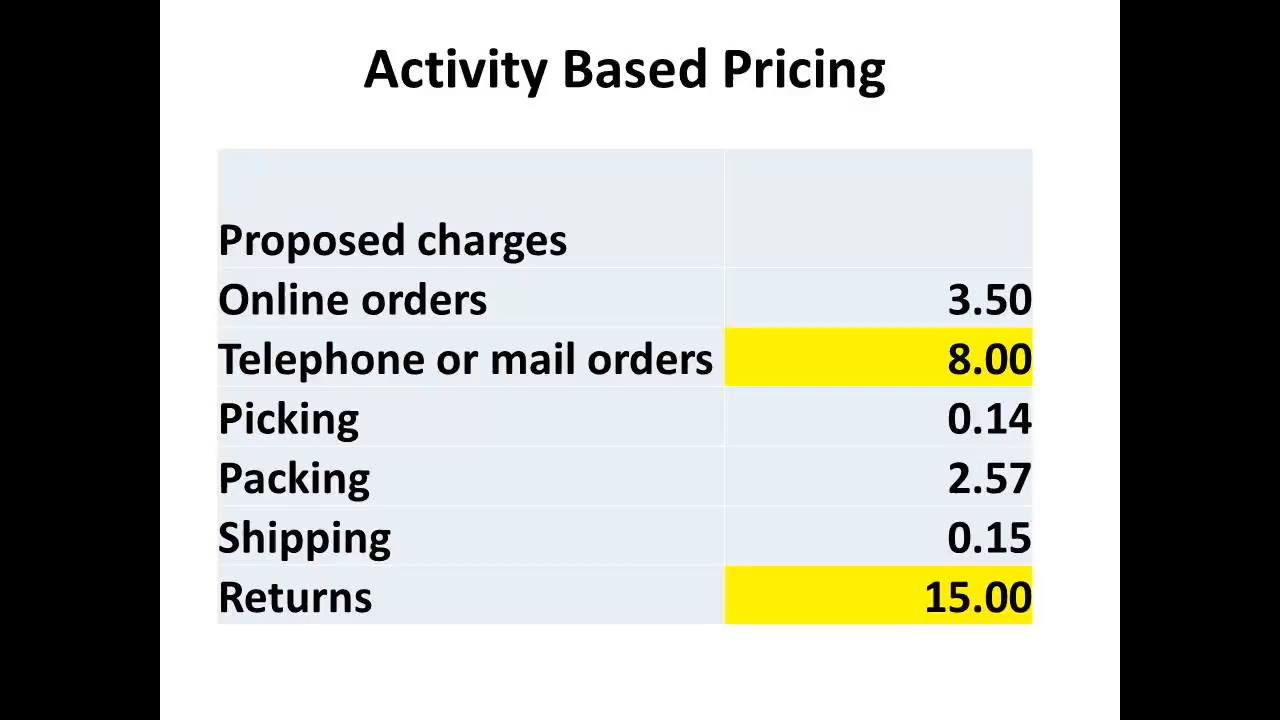 Activity Based Pricing
Proposed charges
Online orders 3.50
Telephone or mail orders 8.00
Picking 0.14
Packing 2.57
Shipping 0.15
Returns 15.00